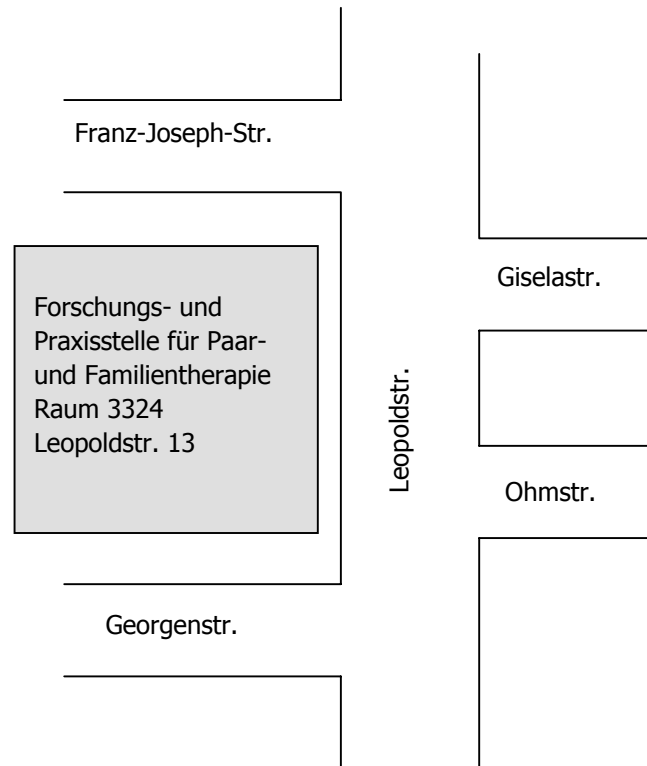 Franz-Joseph-Str.
Giselastr.
Forschungs- und
Praxisstelle für Paar-
und Familientherapie
Raum 3324
Leopoldstr. 13
Leopoldstr.
Ohmstr.
Georgenstr.